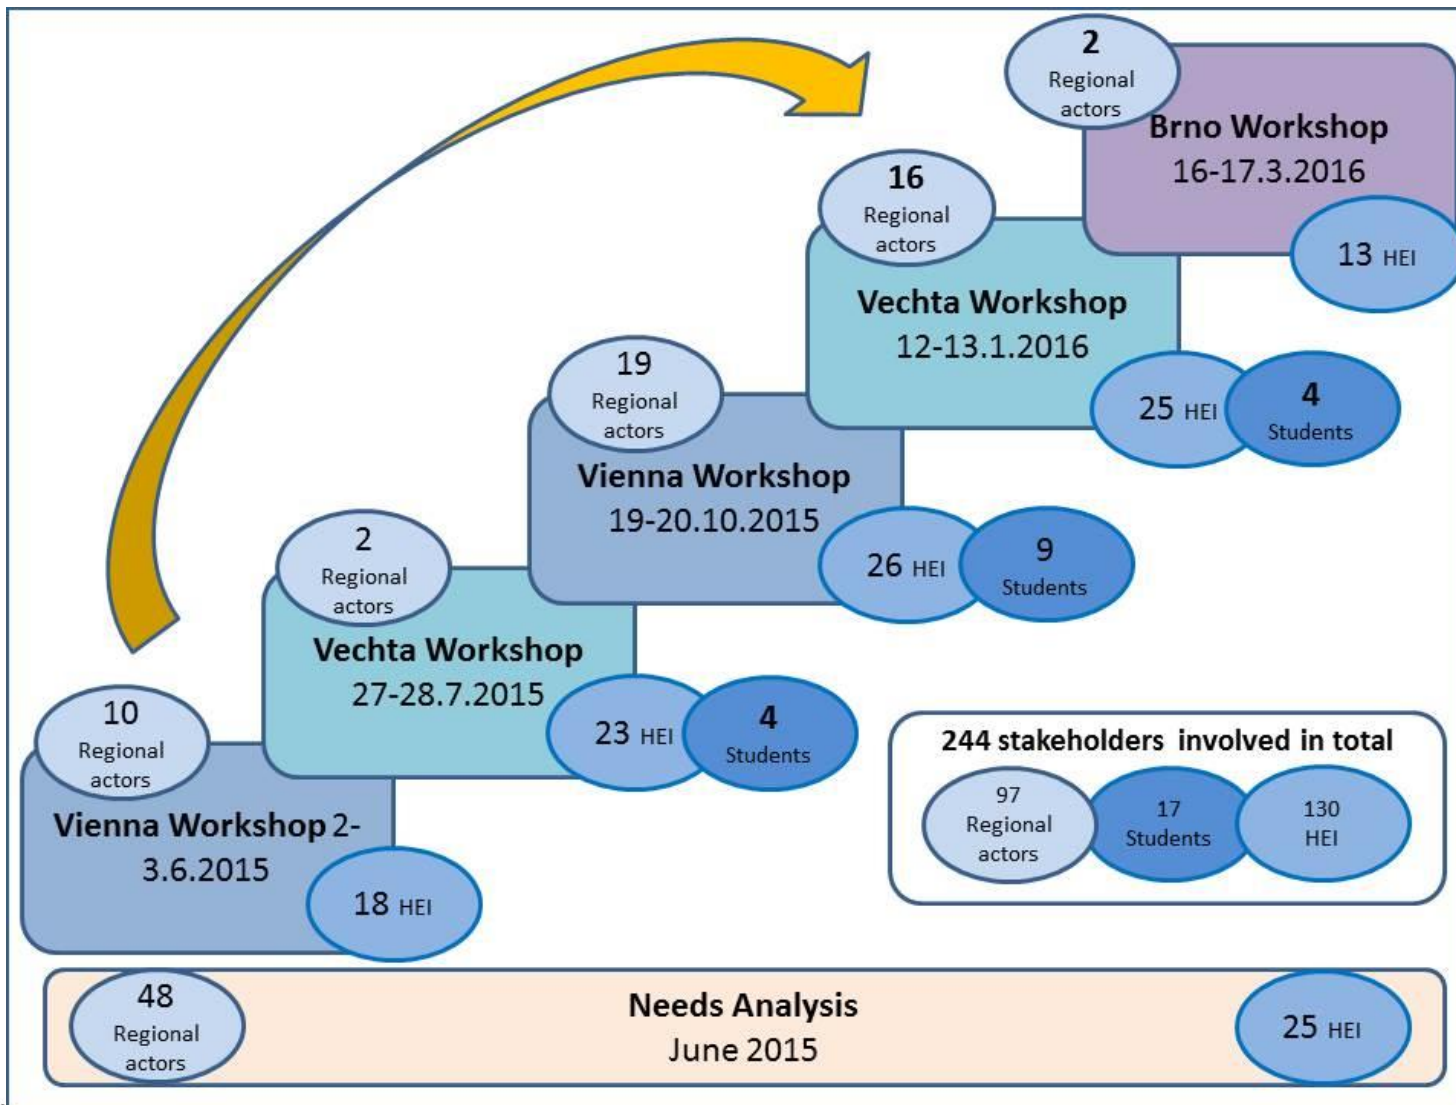 2
Regional
actors
Brno Workshop
16-17.3.2016
13 HEI
16
Regional
actors
Vechta Workshop
12-13.1.2016
25 HEI
4
Students
19
Regional
actors
Vienna Workshop
19-20.10.2015
26 HEI
9
Students
2
Regional
actors
Vechta Workshop
27-28.7.2015
23 HEI
4
Students
10
Regional
actors
Vienna Workshop 2-
3.6.2015
18 HEI
244 stakeholders involved in total
97
Regional
actors
17
Students
130
HEI
48
Regional
actors
Needs Analysis
June 2015
25 HEI